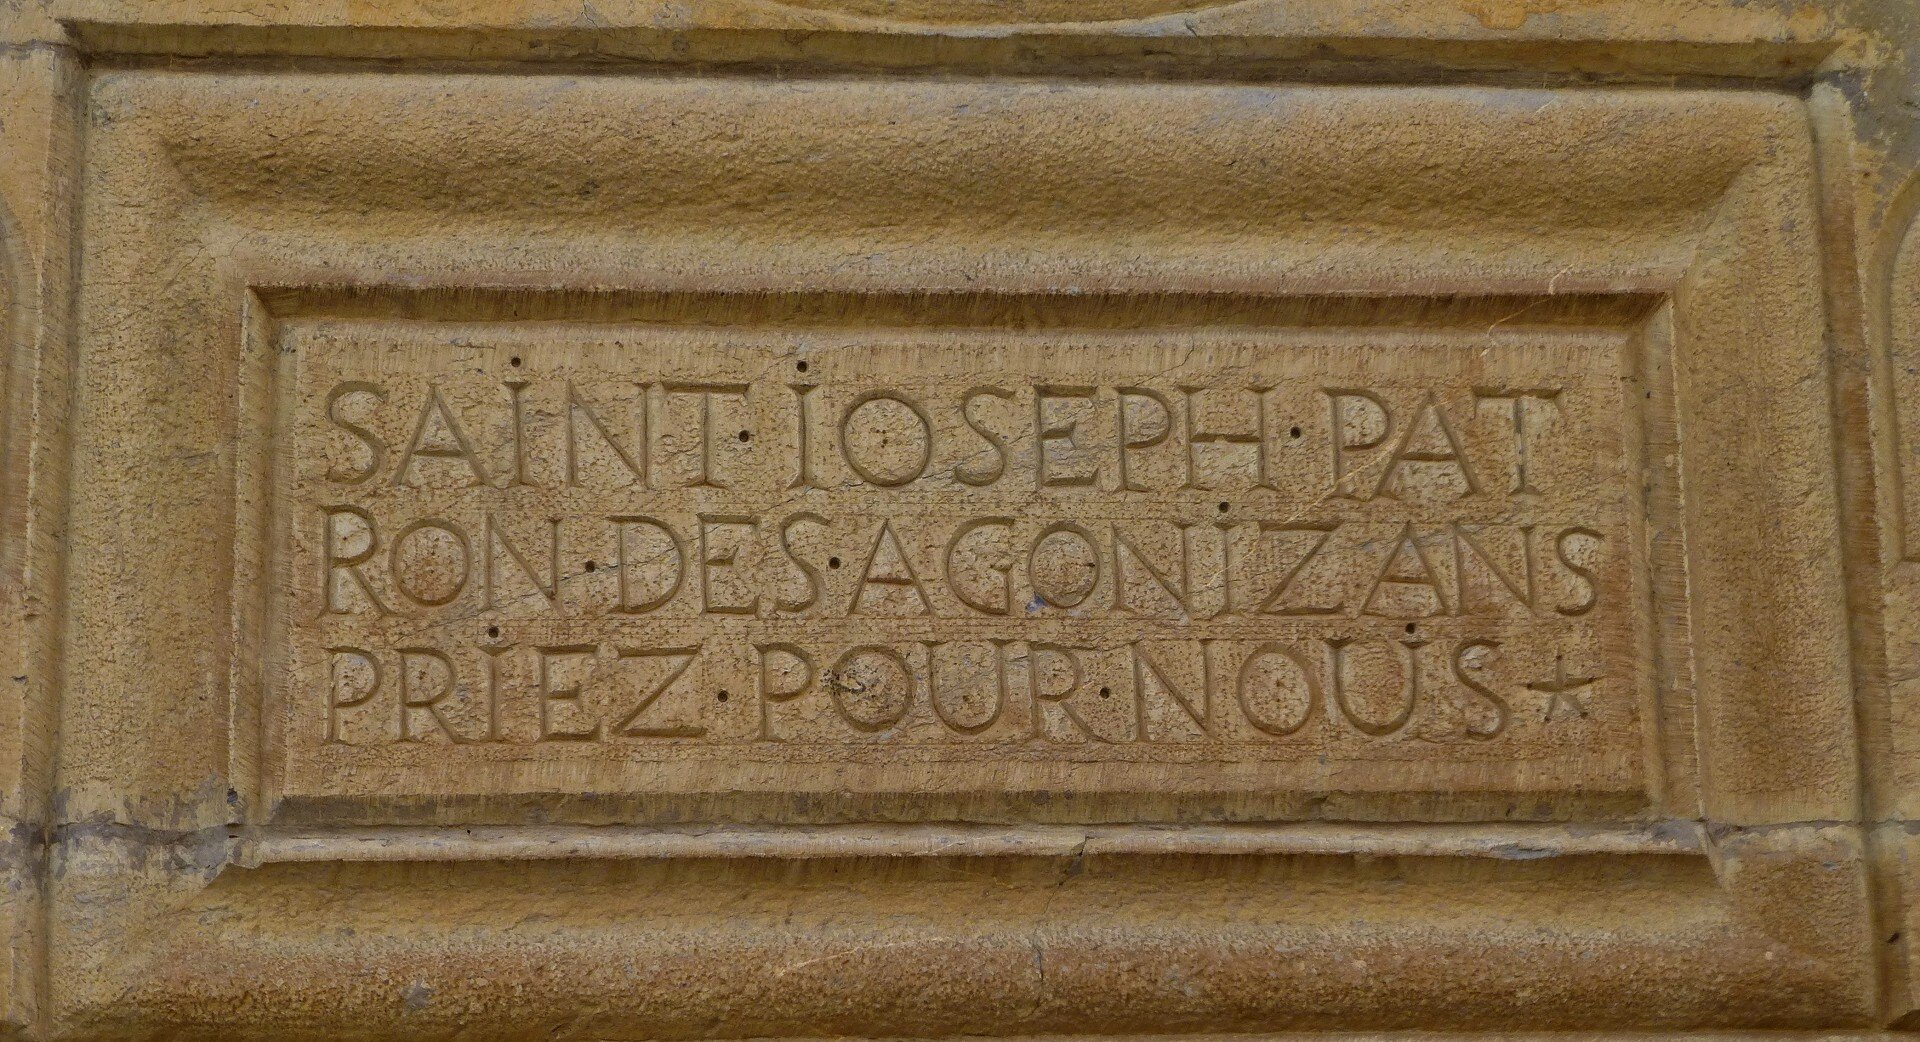 SAiNT·iOSEPH·PAT
RON·DES·AGONiZANS
PRiEZ·POUR·NOUS★